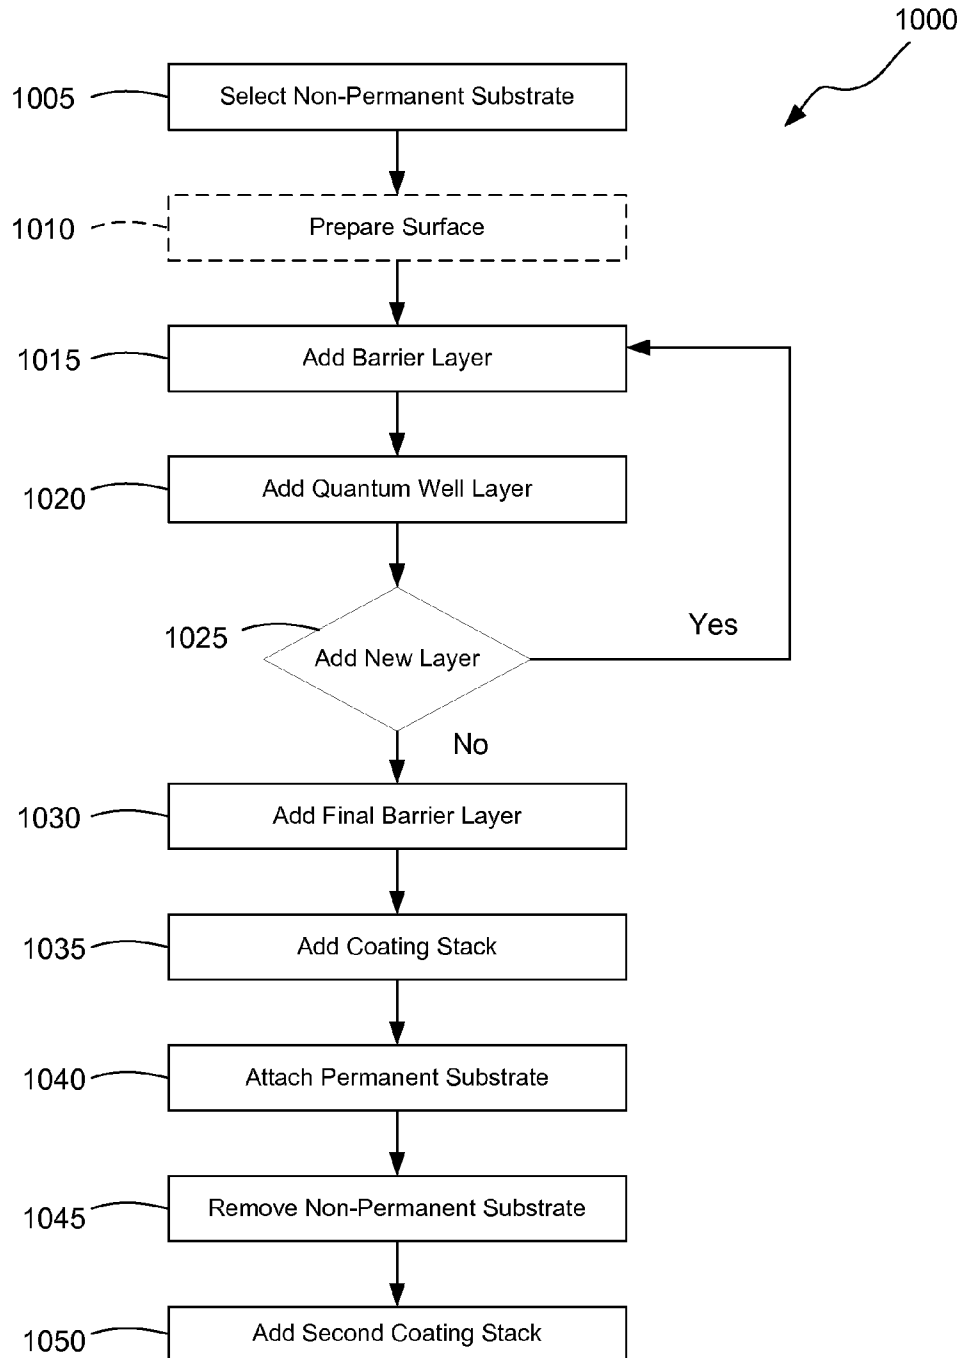 1000
1005 Select Non-Permanent Substrate
1010 Prepare Surface
1015 Add Barrier Layer
1020 Add Quantum Well Layer
1025 Add New Layer
Yes
No
1030 Add Final Barrier Layer
1035 Add Coating Stack
1040 Attach Permanent Substrate
1045 Remove Non-Permanent Substrate
1050 Add Second Coating Stack